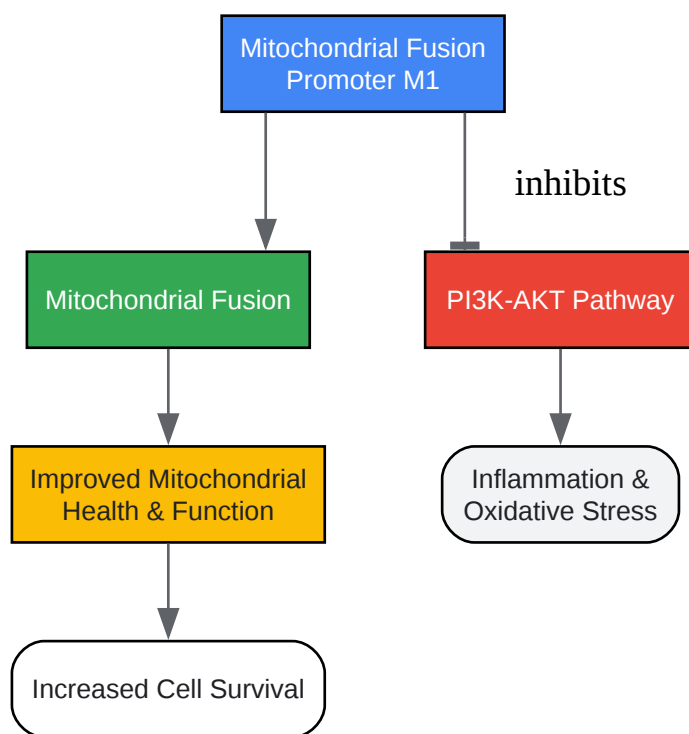 Mitochondrial Fusion
Promoter M1
inhibits
Mitochondrial Fusion
PI3K-AKT Pathway
Improved Mitochondrial
Health & Function
Inflammation &
Oxidative Stress
Increased Cell Survival